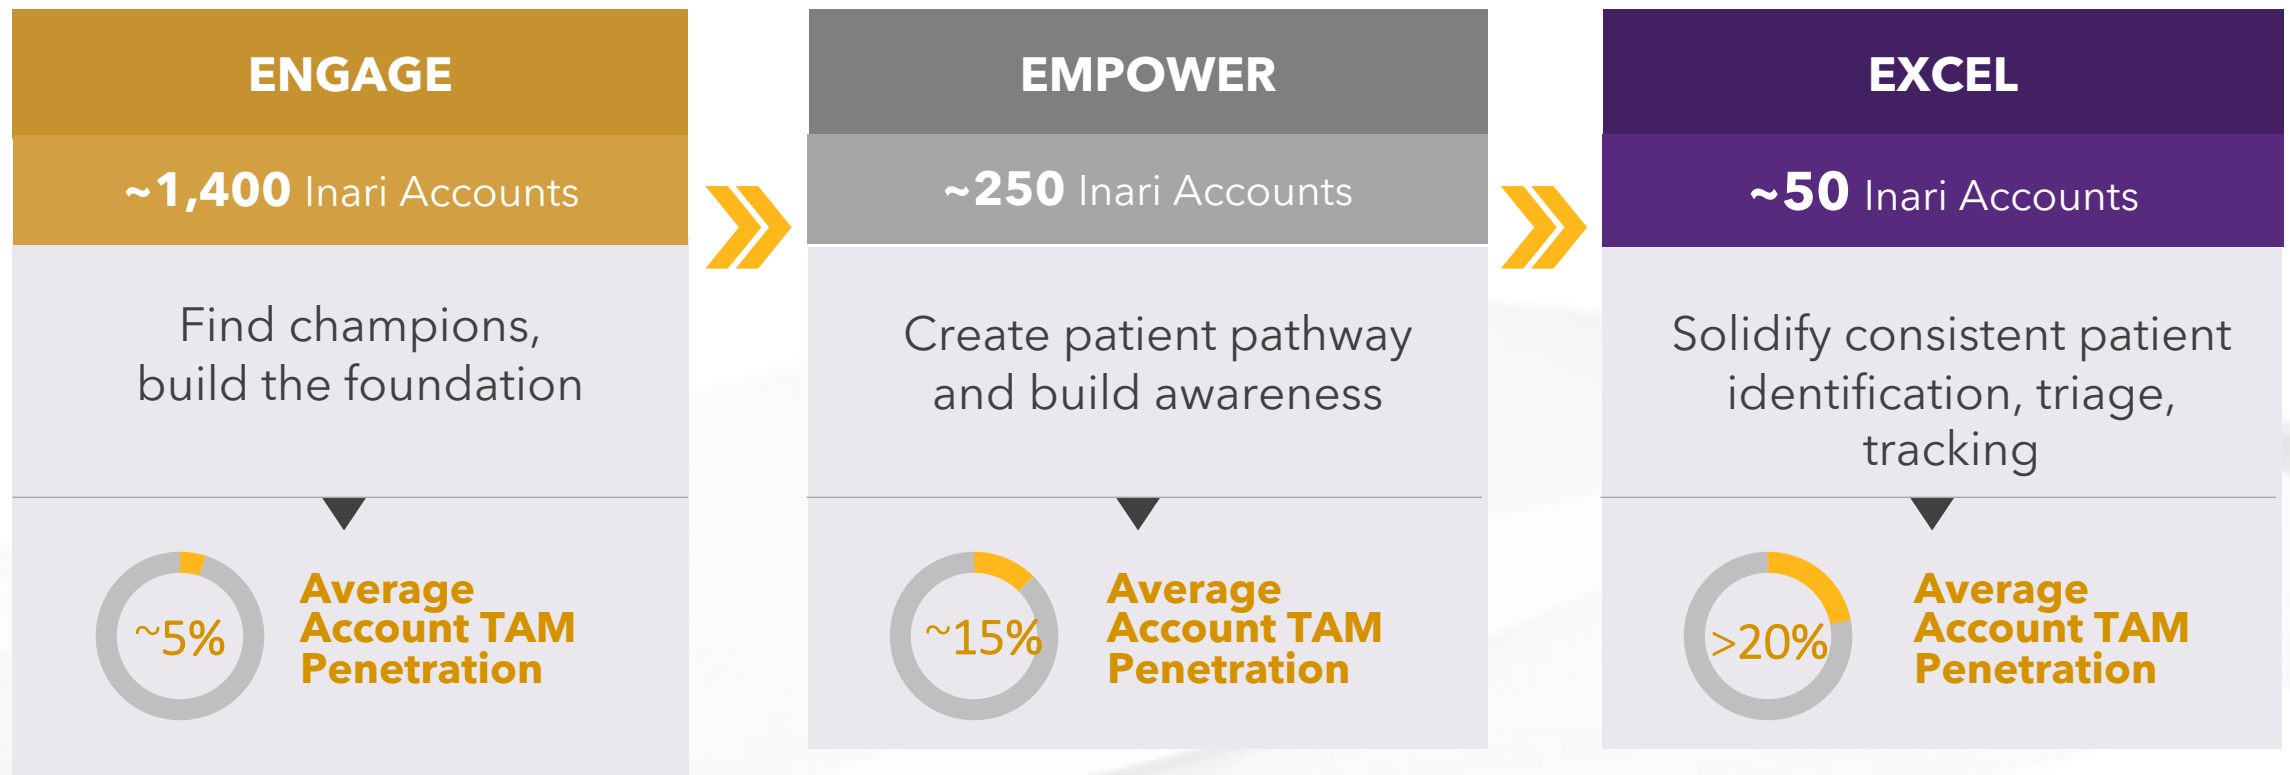 ENGAGE
~1,400 Inari Accounts
Find champions,
build the foundation
~5%
Average
Account TAM
Penetration
EMPOWER
~250 Inari Accounts
Create patient pathway
and build awareness
~15%
Average
Account TAM
Penetration
EXCEL
~50 Inari Accounts
Solidify consistent patient
identification, triage,
tracking
>20%
Average
Account TAM
Penetration